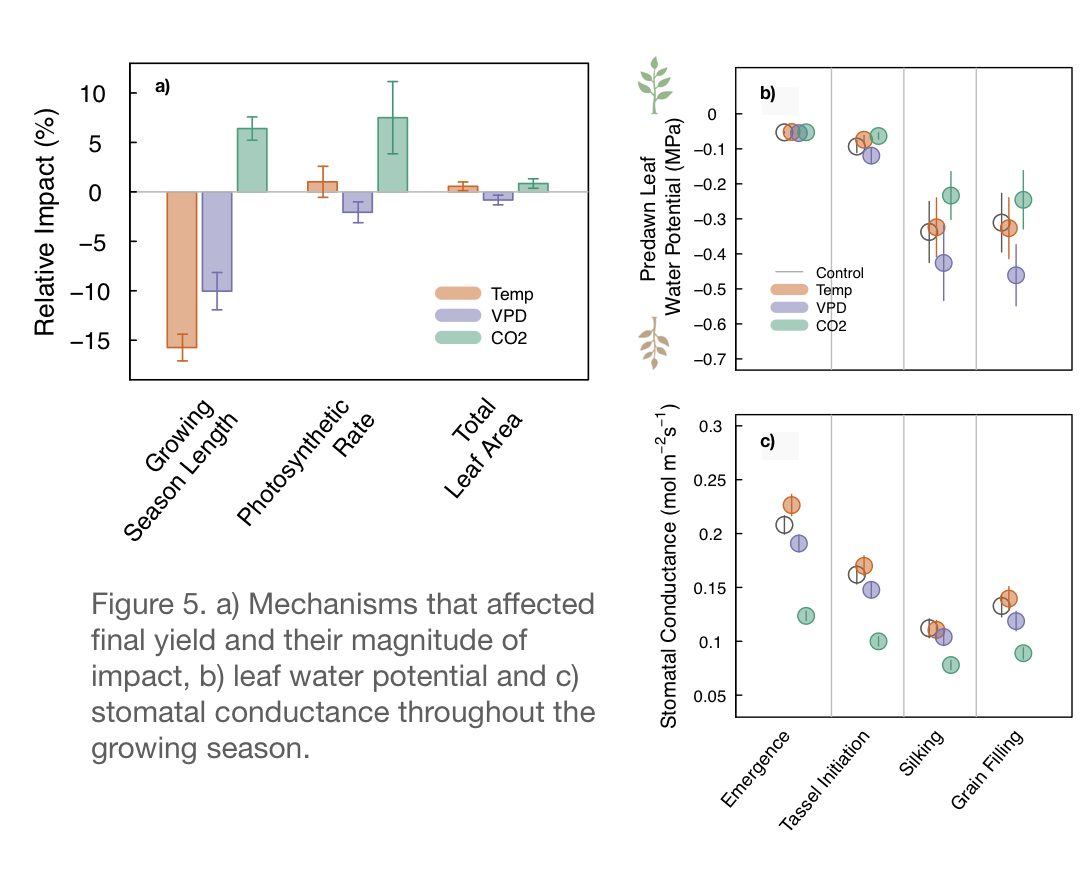 a)
Relative Impact (%)
10
5
0
−5
−10
−15
Temp
VPD
CO2
Growing
Season Length
Photosynthetic
Rate
Total
Leaf Area
b)
Predawn Leaf
Water Potential (MPa)
0
−0.1
−0.2
−0.3
−0.4
−0.5
−0.6
−0.7
Control
Temp
VPD
CO2
c)
Stomatal Conductance (mol m⁻²s⁻¹)
0.3
0.25
0.2
0.15
0.1
0.05
Emergence
Tassel Initiation
Silking
Grain Filling
Figure 5. a) Mechanisms that affected
final yield and their magnitude of
impact, b) leaf water potential and c)
stomatal conductance throughout the
growing season.